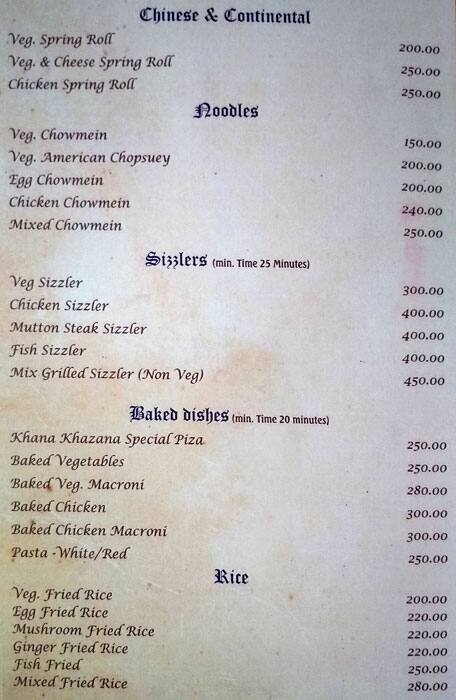 Chinese & Continental
Veg. Spring Roll 200.00
Veg. & Cheese Spring Roll 250.00
Chicken Spring Roll 250.00
Noodles
Veg. Chowmein 150.00
Veg. American Chopsuey 200.00
Egg Chowmein 200.00
Chicken Chowmein 240.00
Mixed Chowmein 250.00
Sizzlers (min. Time 25 Minutes)
Veg Sizzler 300.00
Chicken Sizzler 400.00
Mutton Steak Sizzler 400.00
Fish Sizzler 400.00
Mix Grilled Sizzler (Non Veg) 450.00
Baked dishes (min. Time 20 minutes)
Khana Khazana Special Piza 250.00
Baked Vegetables 250.00
Baked Veg. Macroni 280.00
Baked Chicken 300.00
Baked Chicken Macroni 300.00
Pasta -White/Red 250.00
Rice
Veg. Fried Rice 200.00
Egg Fried Rice 220.00
Mushroom Fried Rice 220.00
Ginger Fried Rice 220.00
Fish Fried 250.00
Mixed Fried Rice 280.00